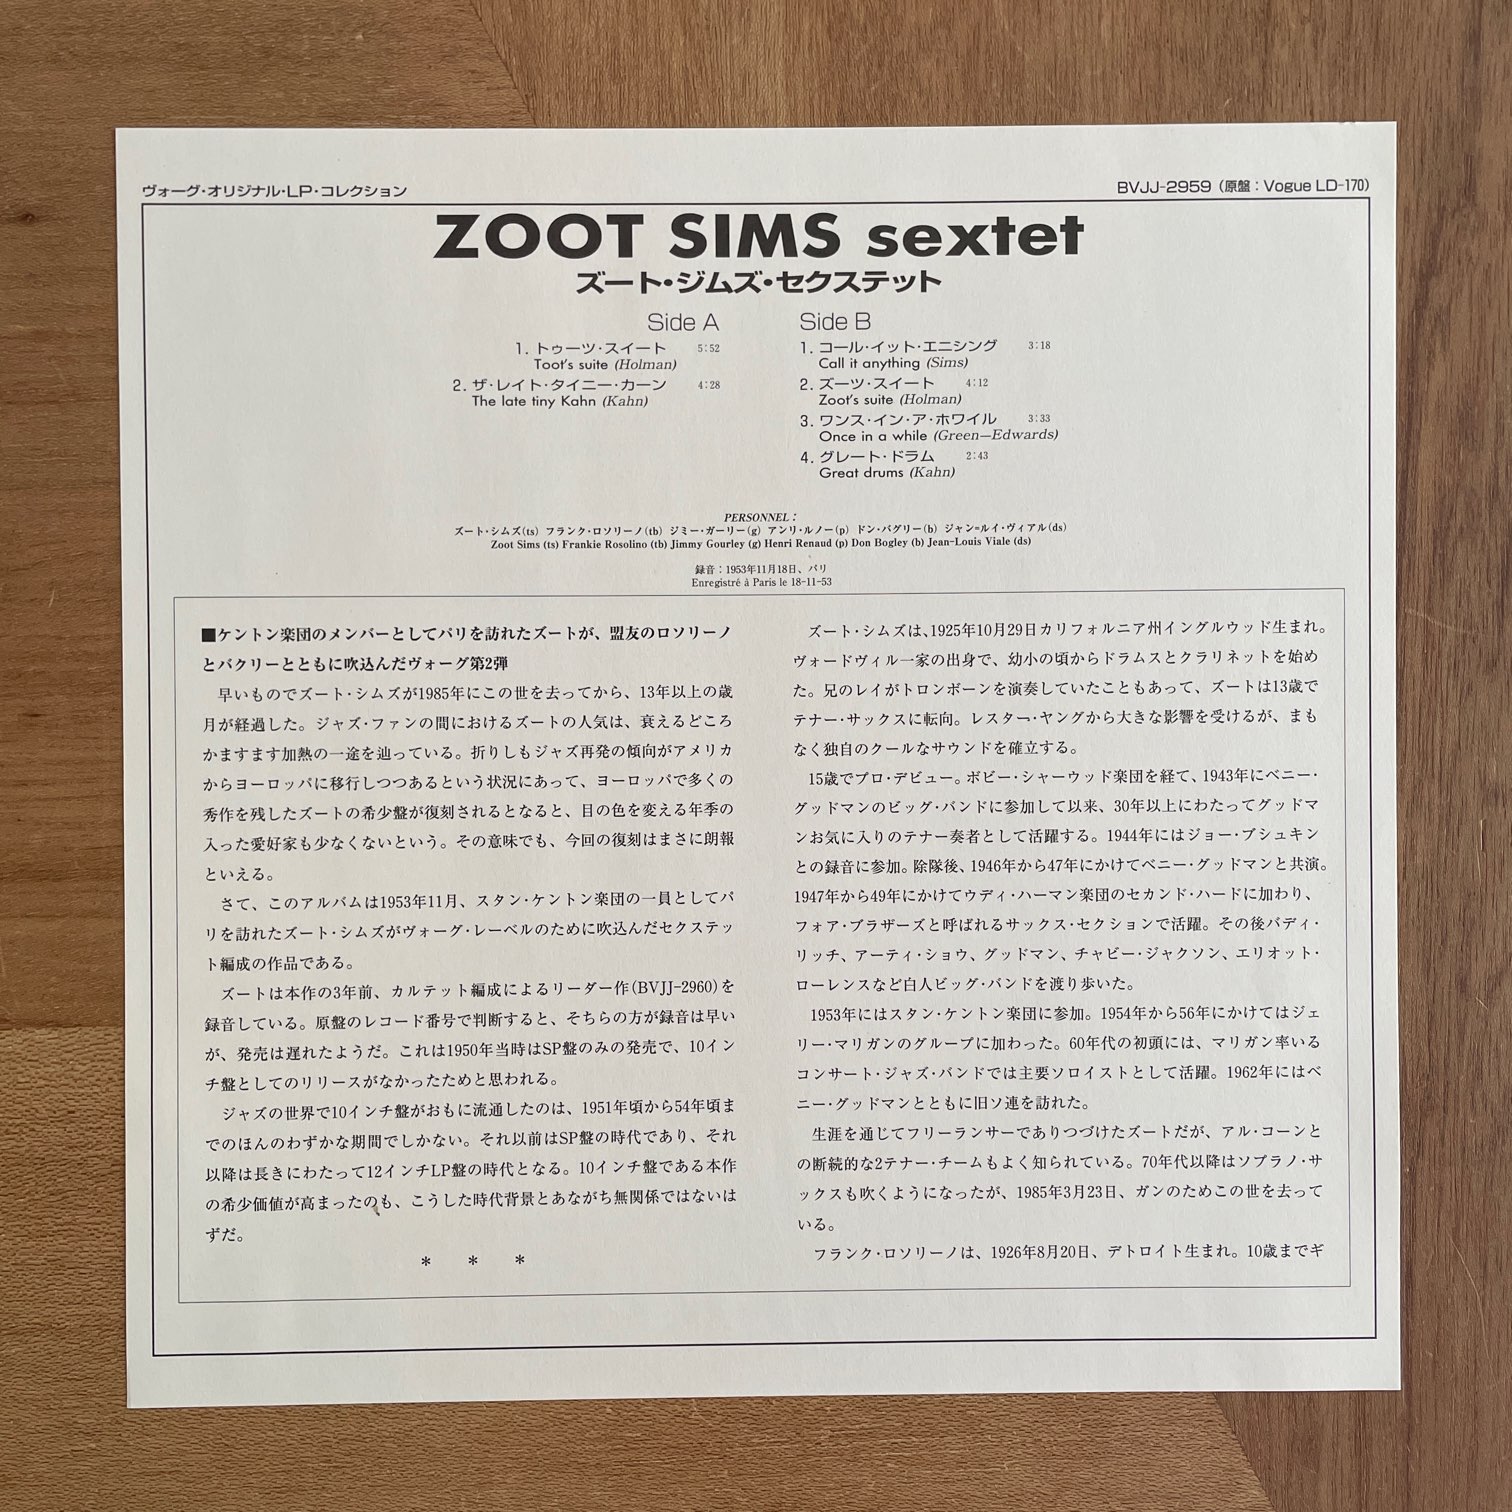 ヴォーグ・オリジナル・LP・コレクション
BVJJ-2959（原盤：Vogue LD-170）
ZOOT SIMS sextet
ズート・ジムズ・セクステット
Side A
1. トゥーツ・スイート 5:52
Toot's suite (Holman)
2. ザ・レイト・タイニー・カーン 4:28
The late tiny Kahn (Kahn)
Side B
1. コール・イット・エニシング 3:18
Call it anything (Sims)
2. ズーツ・スイート 4:12
Zoot's suite (Holman)
3. ワンス・イン・ア・ホワイル 3:33
Once in a while (Green—Edwards)
4. グレート・ドラム 2:43
Great drums (Kahn)
PERSONNEL：
ズート・シムズ(ts) フランク・ロソリーノ(tb) ジミー・ガーリー(g) アンリ・ルノー(p) ドン・バグリー(b) ジャン=ルイ・ヴィアル(ds)
Zoot Sims (ts) Frankie Rosolino (tb) Jimmy Gourley (g) Henri Renaud (p) Don Bogley (b) Jean-Louis Viale (ds)
録音：1953年11月18日、パリ
Enregistré à Paris le 18-11-53
■ケントン楽団のメンバーとしてパリを訪れたズートが、盟友のロソリーノ
とバクリーとともに吹込んだヴォーグ第2弾
早いものでズート・シムズが1985年にこの世を去ってから、13年以上の歳
月が経過した。ジャズ・ファンの間におけるズートの人気は、衰えるどころ
かますます加熱の一途を辿っている。折りしもジャズ再発の傾向がアメリカ
からヨーロッパに移行しつつあるという状況にあって、ヨーロッパで多くの
秀作を残したズートの希少盤が復刻されるとなると、目の色を変える年季の
入った愛好家も少なくないという。その意味でも、今回の復刻はまさに朗報
といえる。
さて、このアルバムは1953年11月、スタン・ケントン楽団の一員としてパ
リを訪れたズート・シムズがヴォーグ・レーベルのために吹込んだセクステッ
ト編成の作品である。
ズートは本作の3年前、カルテット編成によるリーダー作(BVJJ-2960)を
録音している。原盤のレコード番号で判断すると、そちらの方が録音は早い
が、発売は遅れたようだ。これは1950年当時はSP盤のみの発売で、10イン
チ盤としてのリリースがなかったためと思われる。
ジャズの世界で10インチ盤がおもに流通したのは、1951年頃から54年頃ま
でのほんのわずかな期間でしかない。それ以前はSP盤の時代であり、それ
以降は長きにわたって12インチLP盤の時代となる。10インチ盤である本作
の希少価値が高まったのも、こうした時代背景とあながち無関係ではないは
ずだ。
＊ ＊ ＊
ズート・シムズは、1925年10月29日カリフォルニア州イングルウッド生まれ。
ヴォードヴィル一家の出身で、幼小の頃からドラムスとクラリネットを始め
た。兄のレイがトロンボーンを演奏していたこともあって、ズートは13歳で
テナー・サックスに転向。レスター・ヤングから大きな影響を受けるが、まも
なく独自のクールなサウンドを確立する。
15歳でプロ・デビュー。ボビー・シャーウッド楽団を経て、1943年にベニー・
グッドマンのビッグ・バンドに参加して以来、30年以上にわたってグッドマ
ンお気に入りのテナー奏者として活躍する。1944年にはジョー・ブシュキン
との録音に参加。除隊後、1946年から47年にかけてベニー・グッドマンと共演。
1947年から49年にかけてウディ・ハーマン楽団のセカンド・ハードに加わり、
フォア・ブラザーズと呼ばれるサックス・セクションで活躍。その後バディ・
リッチ、アーティ・ショウ、グッドマン、チャビー・ジャクソン、エリオット・
ローレンスなど白人ビッグ・バンドを渡り歩いた。
1953年にはスタン・ケントン楽団に参加。1954年から56年にかけてはジェ
リー・マリガンのグループに加わった。60年代の初頭には、マリガン率いる
コンサート・ジャズ・バンドでは主要ソロイストとして活躍。1962年にはベ
ニー・グッドマンとともに旧ソ連を訪れた。
生涯を通じてフリーランサーでありつづけたズートだが、アル・コーンと
の断続的な2テナー・チームもよく知られている。70年代以降はソプラノ・サ
ックスも吹くようになったが、1985年3月23日、ガンのためこの世を去って
いる。
フランク・ロソリーノは、1926年8月20日、デトロイト生まれ。10歳までギ